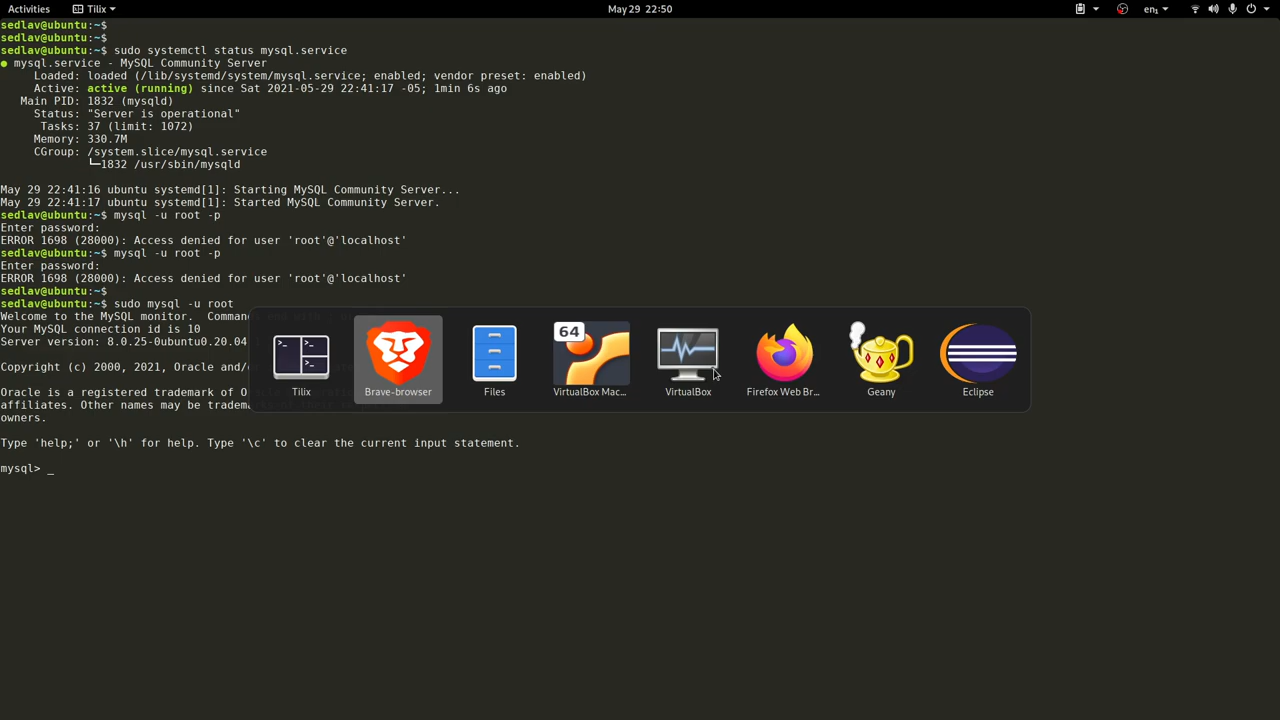 Activities
Tilix
May 29 22:50
en₁
sedlav@ubuntu:~$
sedlav@ubuntu:~$
sedlav@ubuntu:~$ sudo systemctl status mysql.service
● mysql.service - MySQL Community Server
Loaded: loaded (/lib/systemd/system/mysql.service; enabled; vendor preset: enabled)
Active: active (running) since Sat 2021-05-29 22:41:17 -05; 1min 6s ago
Main PID: 1832 (mysqld)
Status: "Server is operational"
Tasks: 37 (limit: 1072)
Memory: 330.7M
CGroup: /system.slice/mysql.service
└─1832 /usr/sbin/mysqld
May 29 22:41:16 ubuntu systemd[1]: Starting MySQL Community Server...
May 29 22:41:17 ubuntu systemd[1]: Started MySQL Community Server.
sedlav@ubuntu:~$ mysql -u root -p
Enter password:
ERROR 1698 (28000): Access denied for user 'root'@'localhost'
sedlav@ubuntu:~$ mysql -u root -p
Enter password:
ERROR 1698 (28000): Access denied for user 'root'@'localhost'
sedlav@ubuntu:~$
sedlav@ubuntu:~$ sudo mysql -u root
Welcome to the MySQL monitor.
Your MySQL connection id is 10
Server version: 8.0.25-0ubuntu0.20.04
Copyright (c) 2000, 2021, Oracle and/
Oracle is a registered trademark of
affiliates. Other names may be
owners.
Type 'help;' or '\h' for help. Type '\c' to clear the current input statement.
mysql> _
64
Tilix
Brave-browser
Files
VirtualBox Mac...
VirtualBox
Firefox Web Br...
Geany
Eclipse